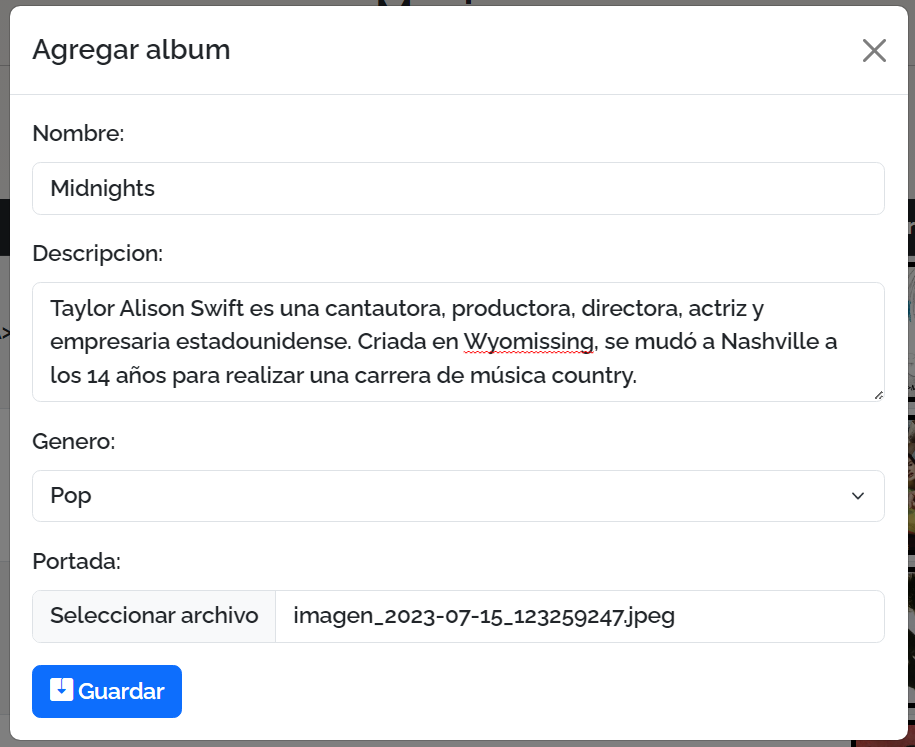 Agregar album
Nombre:
Midnights
Descripcion:
Taylor Alison Swift es una cantautora, productora, directora, actriz y
empresaria estadounidense. Criada en Wyomissing, se mudó a Nashville a
los 14 años para realizar una carrera de música country.
Genero:
Pop
Portada:
Seleccionar archivo imagen_2023-07-15_123259247.jpeg
Guardar